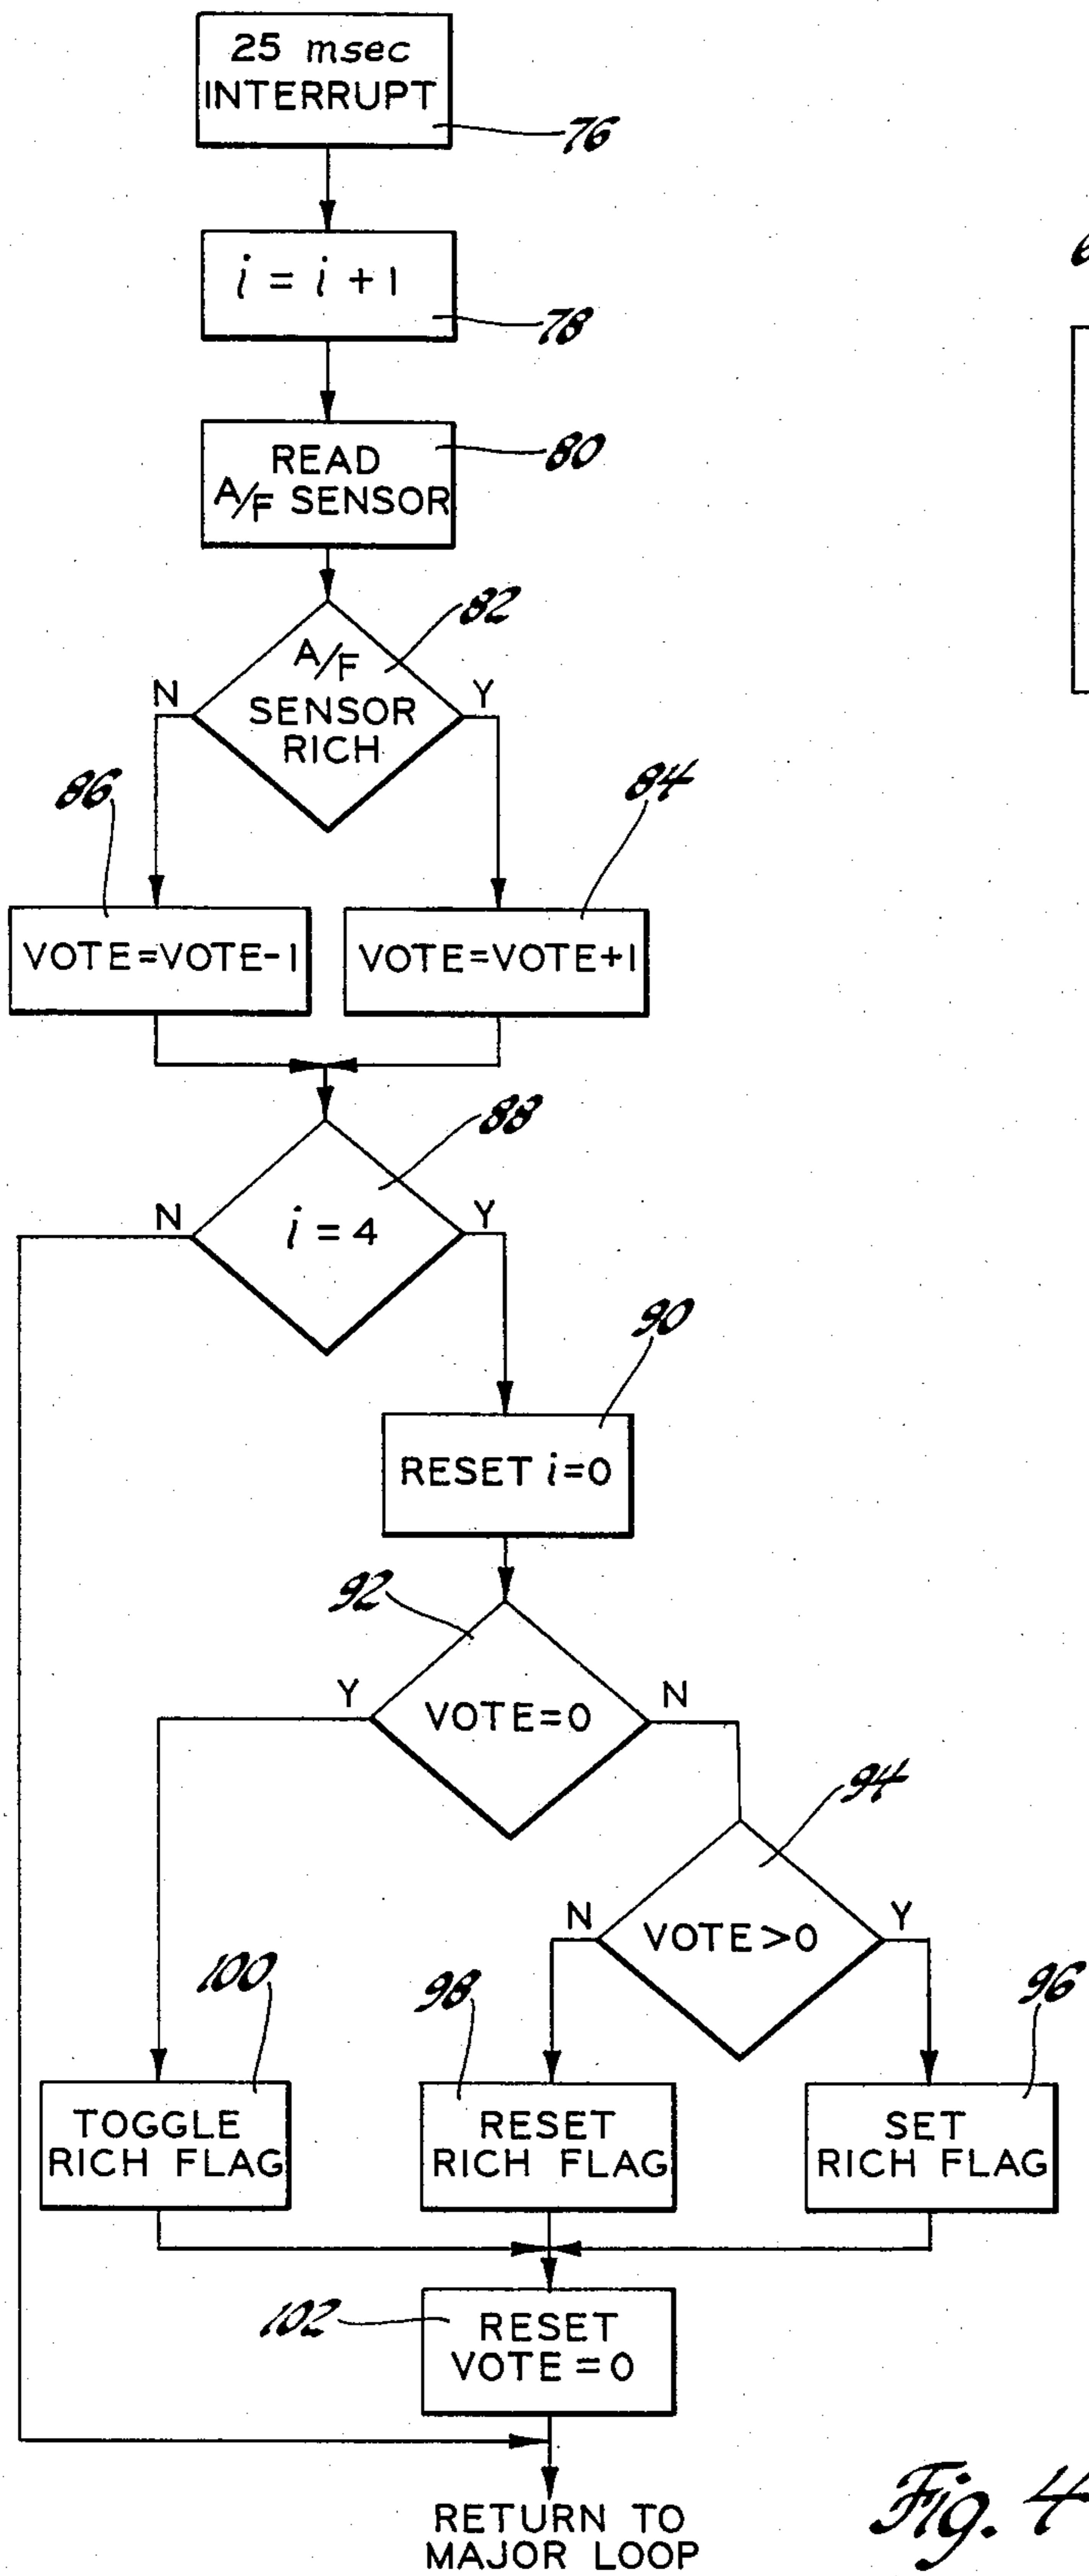 25 msec
INTERRUPT
76
i = i + 1
78
READ
A/F SENSOR
80
82
A/F
SENSOR
RICH
N
Y
86
84
VOTE=VOTE-1
VOTE=VOTE+1
88
N
Y
i = 4
90
RESET i=0
92
Y
N
VOTE=0
94
N
Y
VOTE>0
100
98
96
TOGGLE
RICH FLAG
RESET
RICH FLAG
SET
RICH FLAG
102
RESET
VOTE=0
RETURN TO
MAJOR LOOP
Fig. 4